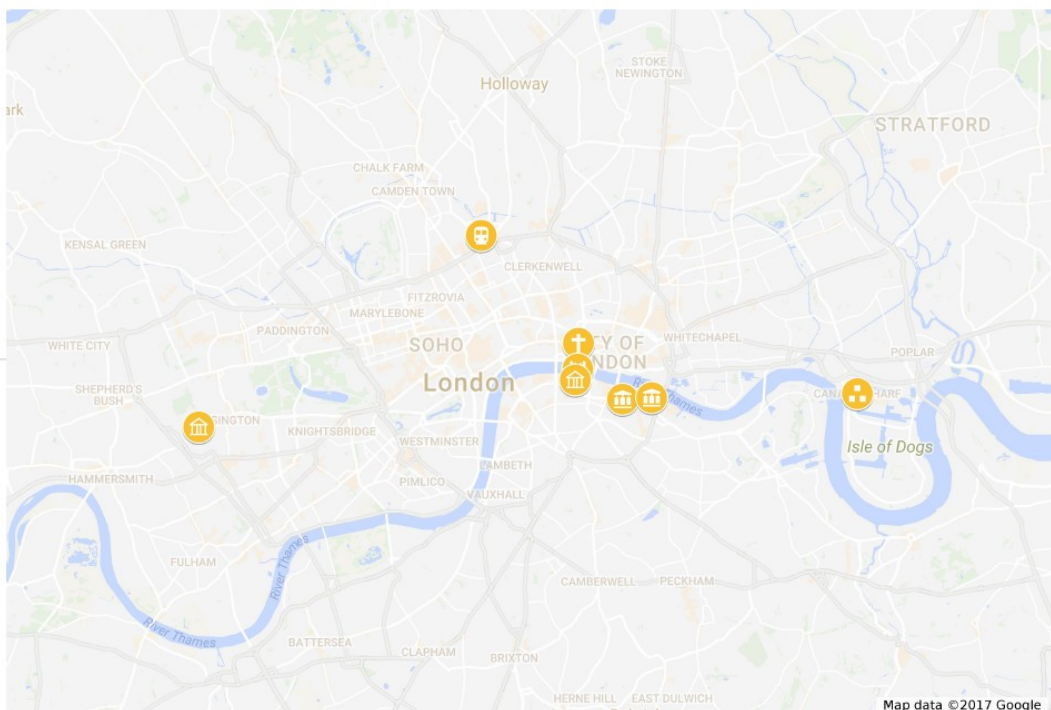 STOKE
NEWINGTON
Holloway
ark
STRATFORD
CHALK FARM
CAMDEN TOWN
KENSAL GREEN
CLERKENWELL
FITZROVIA
MARYLEBONE
PADDINGTON
WHITE CITY
SOHO
WHITECHAPEL
POPLAR
London
River Thames
SHEPHERD'S
BUSH
KNIGHTSBRIDGE
WESTMINSTER
Isle of Dogs
LAMBETH
HAMMERSMITH
PIMLICO
VAUXHALL
FULHAM
River Thames
CAMBERWELL
PECKHAM
River Thames
BATTERSEA
CLAPHAM
BRIXTON
HERNE HILL
EAST DULWICH
Map data ©2017 Google